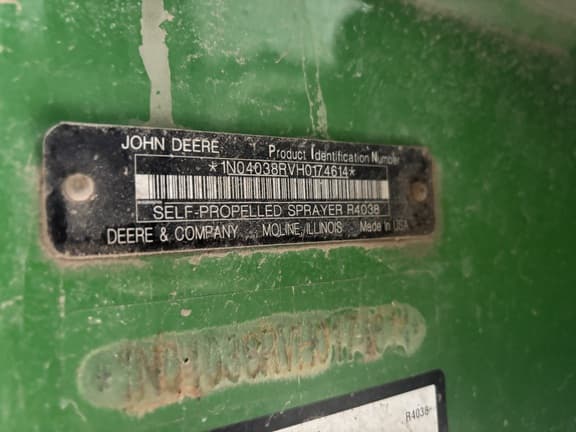 JOHN DEERE Product Identification Number
*1N04038RVH0174614*
SELF-PROPELLED SPRAYER R4038
DEERE & COMPANY MOLINE, ILLINOIS Made in USA
R4038